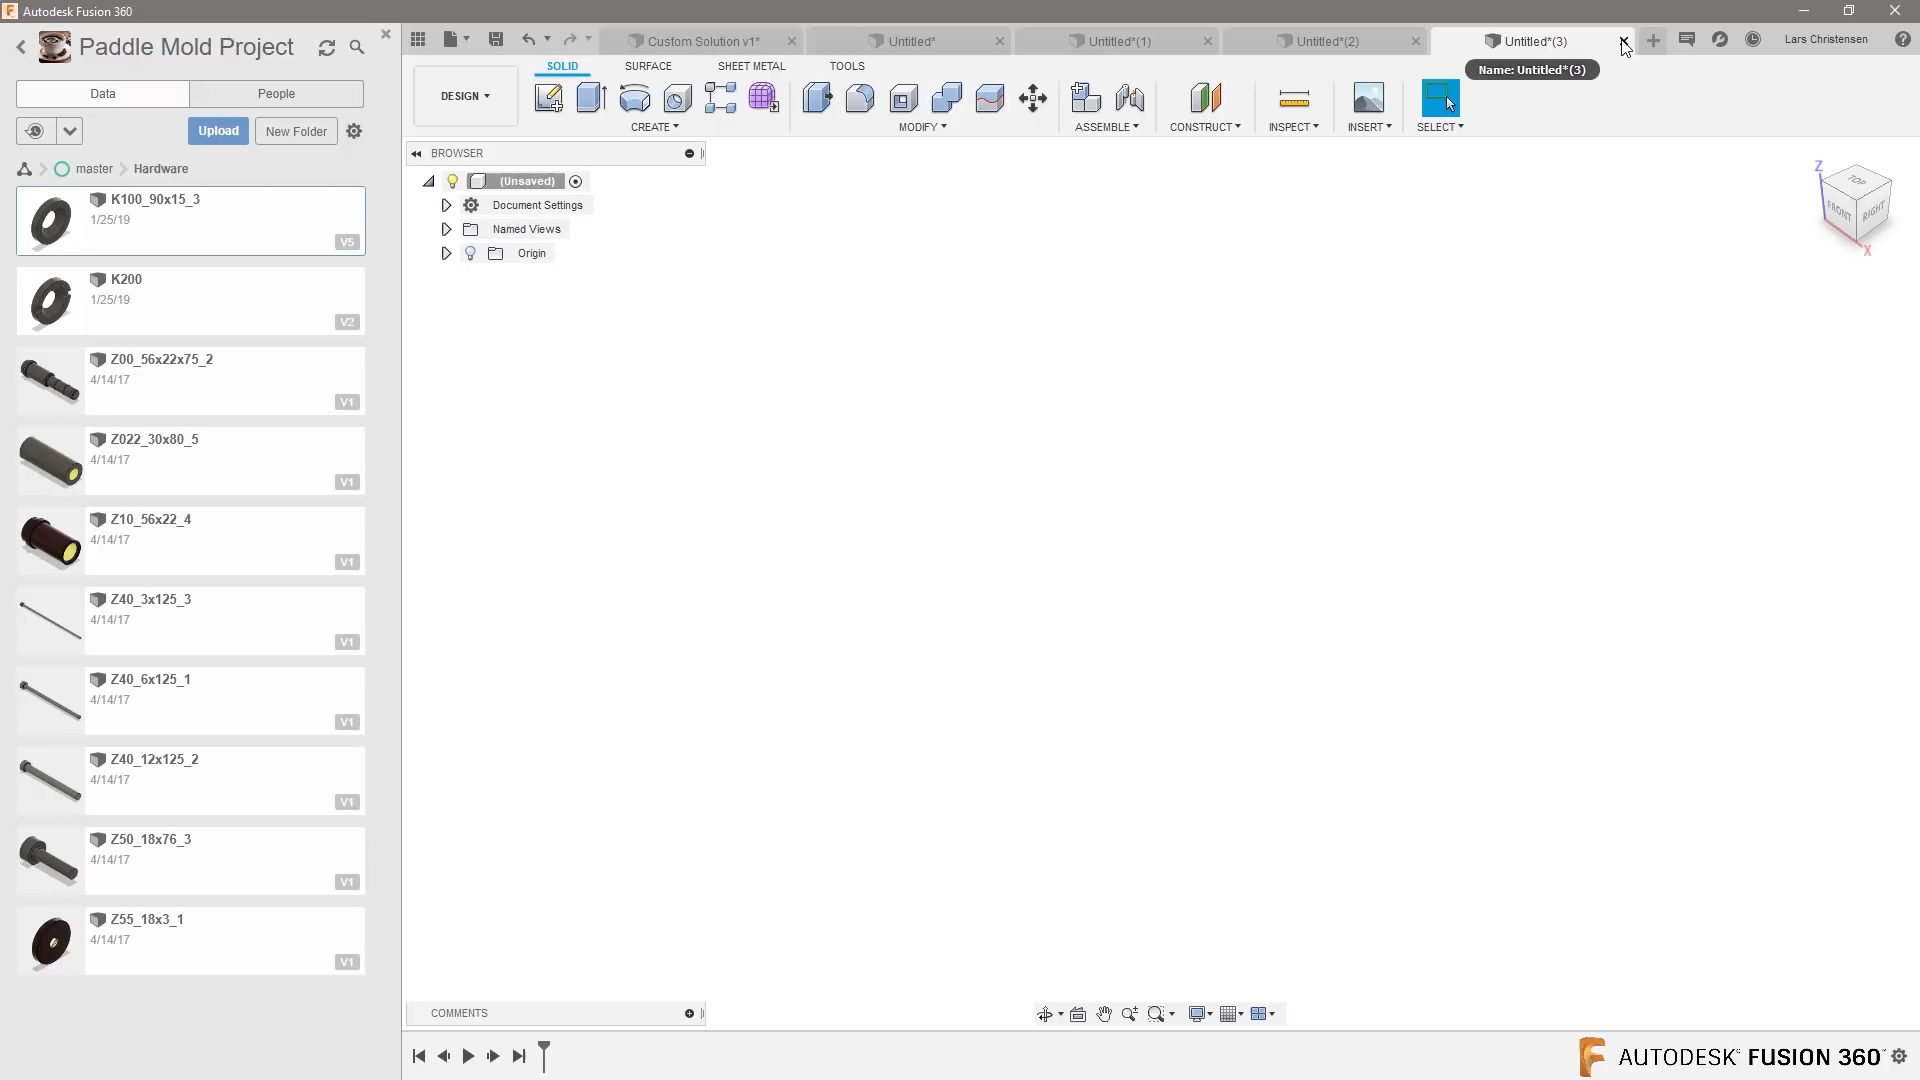 Autodesk Fusion 360
Paddle Mold Project
Data
People
Upload
New Folder
master
Hardware
K100_90x15_3
1/25/19
V5
K200
1/25/19
V2
Z00_56x22x75_2
4/14/17
V1
Z022_30x80_5
4/14/17
V1
Z10_56x22_4
4/14/17
V1
Z40_3x125_3
4/14/17
V1
Z40_6x125_1
4/14/17
V1
Z40_12x125_2
4/14/17
V1
Z50_18x76_3
4/14/17
V1
Z55_18x3_1
4/14/17
V1
Custom Solution v1*
Untitled*
Untitled*(1)
Untitled*(2)
Untitled*(3)
Lars Christensen
Name: Untitled*(3)
SOLID
SURFACE
SHEET METAL
TOOLS
DESIGN
CREATE
MODIFY
ASSEMBLE
CONSTRUCT
INSPECT
INSERT
SELECT
BROWSER
(Unsaved)
Document Settings
Named Views
Origin
Z
TOP
FRONT
RIGHT
X
COMMENTS
AUTODESK FUSION 360